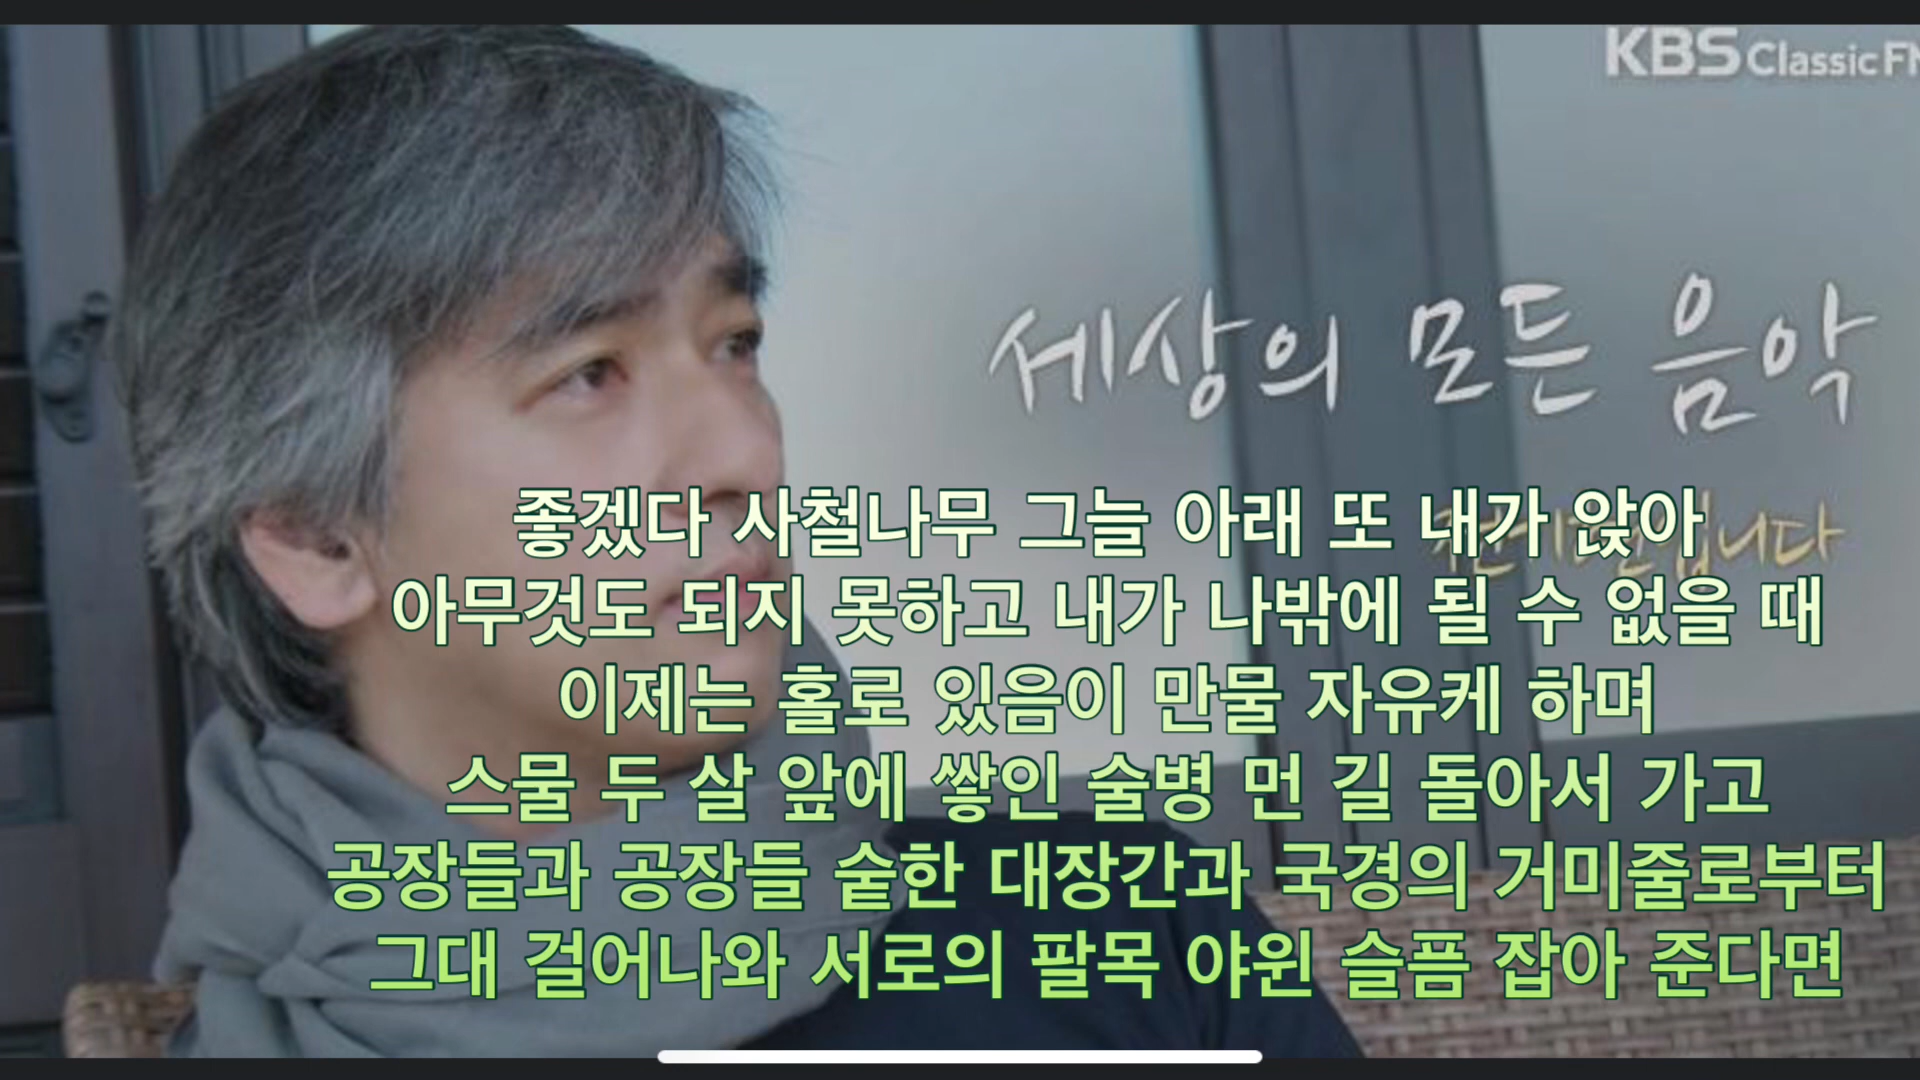 KBS Classic FM
세상의 모든 음악
좋겠다 사철나무 그늘 아래 또 내가 앉아
아무것도 되지 못하고 내가 나밖에 될 수 없을 때
이제는 홀로 있음이 만물 자유케 하며
스물 두 살 앞에 쌓인 술병 먼 길 돌아서 가고
공장들과 공장들 숱한 대장간과 국경의 거미줄로부터
그대 걸어나와 서로의 팔목 야윈 슬픔 잡아 준다면